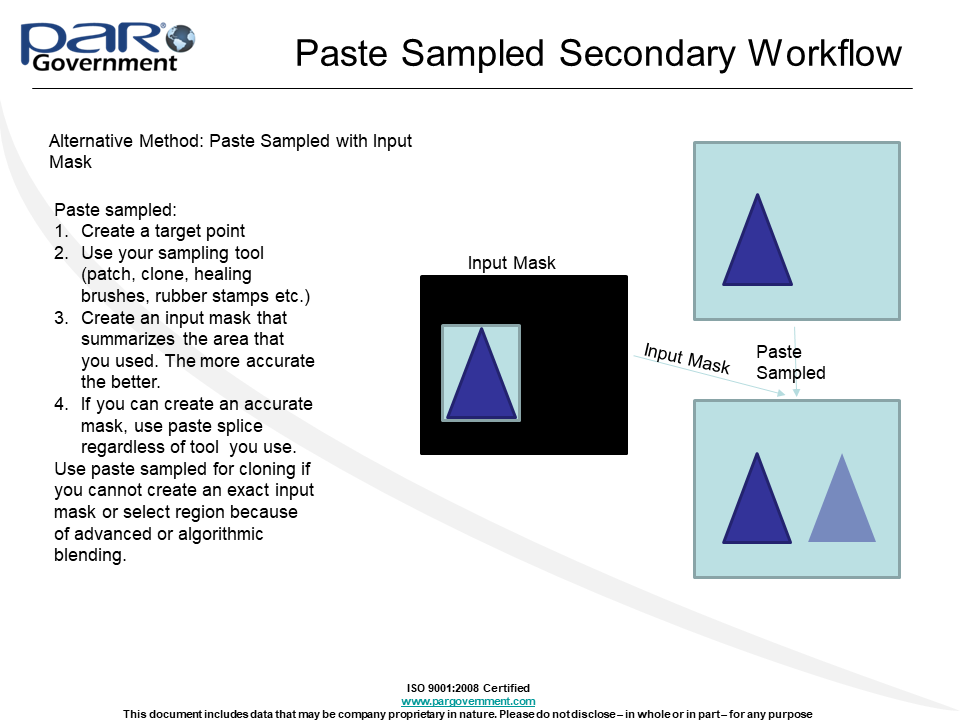 PAR
Government
Paste Sampled Secondary Workflow
Alternative Method: Paste Sampled with Input
Mask
Paste sampled:
1. Create a target point
2. Use your sampling tool
(patch, clone, healing
brushes, rubber stamps etc.)
3. Create an input mask that
summarizes the area that
you used. The more accurate
the better.
4. If you can create an accurate
mask, use paste splice
regardless of tool you use.
Use paste sampled for cloning if
you cannot create an exact input
mask or select region because
of advanced or algorithmic
blending.
Input Mask
Input Mask
Paste
Sampled
ISO 9001:2008 Certified
www.pargovernment.com
This document includes data that may be company proprietary in nature. Please do not disclose – in whole or in part – for any purpose